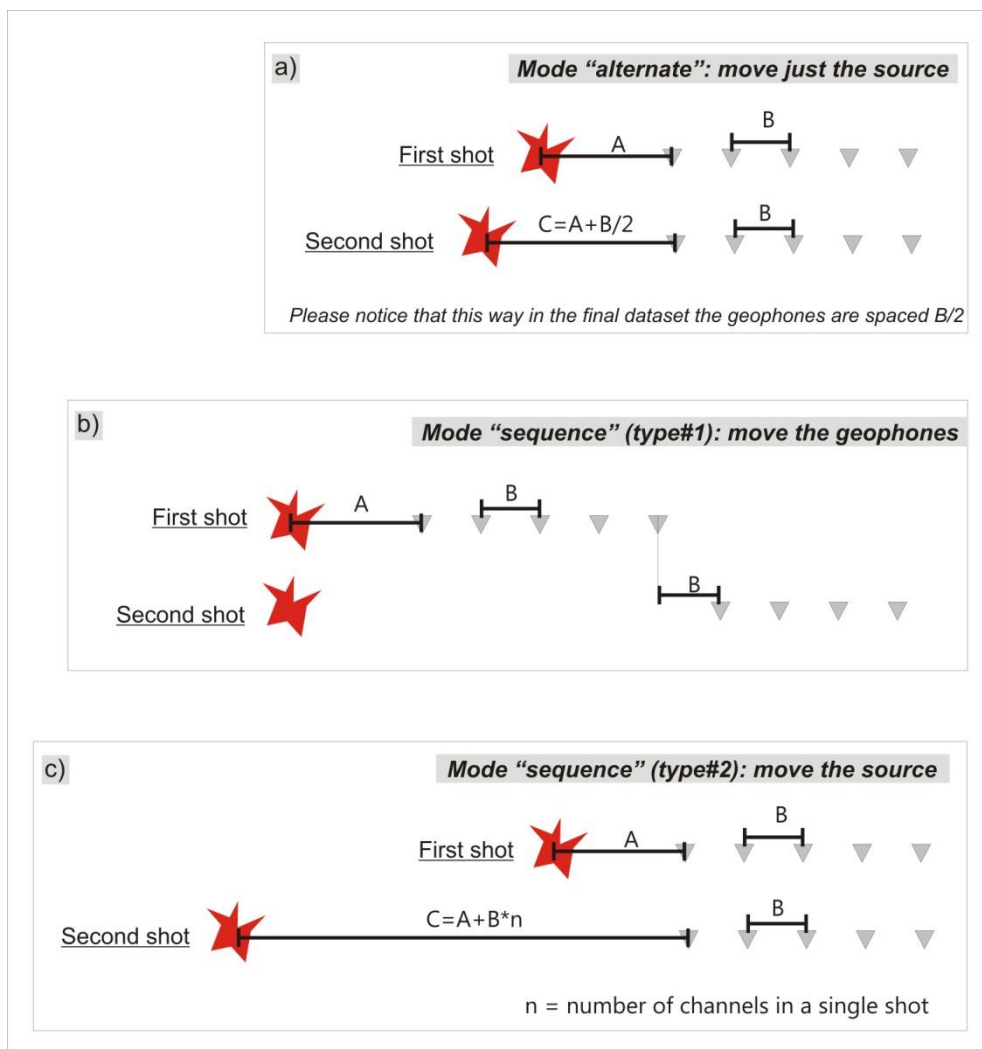 a)
Mode “alternate”: move just the source
B
First shot
A
C=A+B/2
B
Second shot
Please notice that this way in the final dataset the geophones are spaced B/2
b)
Mode “sequence” (type#1): move the geophones
A
B
First shot
B
Second shot
c)
Mode “sequence” (type#2): move the source
B
First shot
A
C=A+B*n
B
Second shot
n = number of channels in a single shot